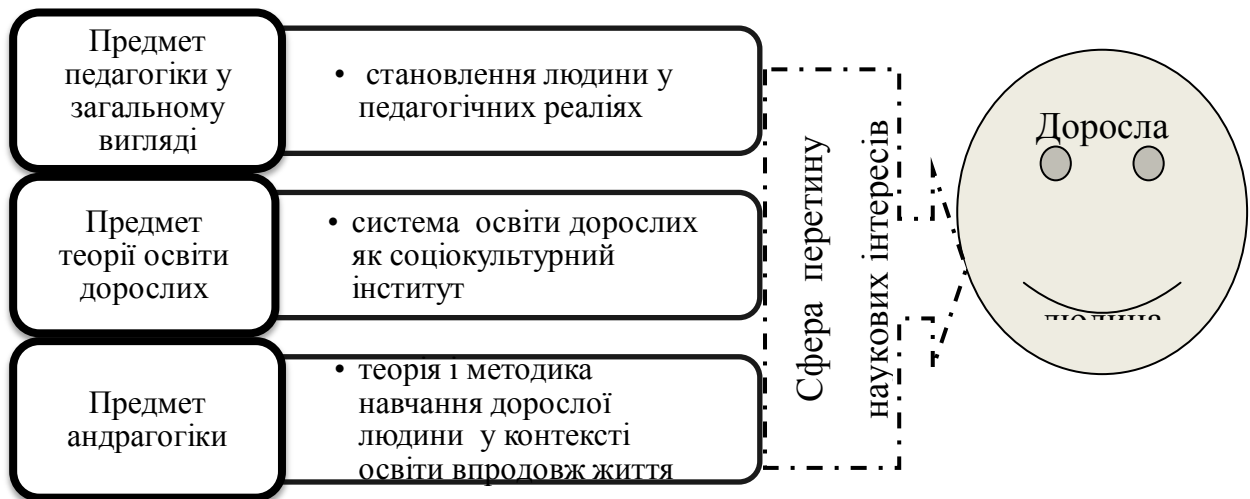 Предмет
педагогіки у
загальному
вигляді
• становлення людини у
педагогічних реаліях
Предмет
теорії освіти
дорослих
• система освіти дорослих
як соціокультурний
інститут
Предмет
андрагогіки
• теорія і методика
навчання дорослої
людини у контексті
освіти впродовж життя
Сфера перетину
наукових інтересів
Доросла
людина